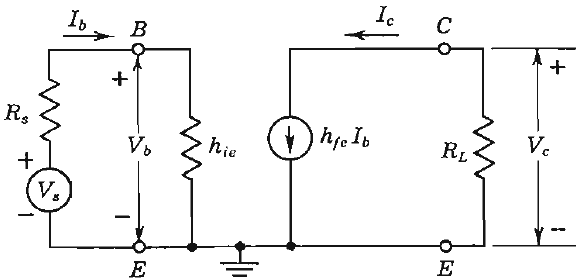 I_b
I_c
B
C
+
+
R_s
V_b
h_ie
h_fe I_b
R_L
V_c
+
V_s
−
−
--
E
E